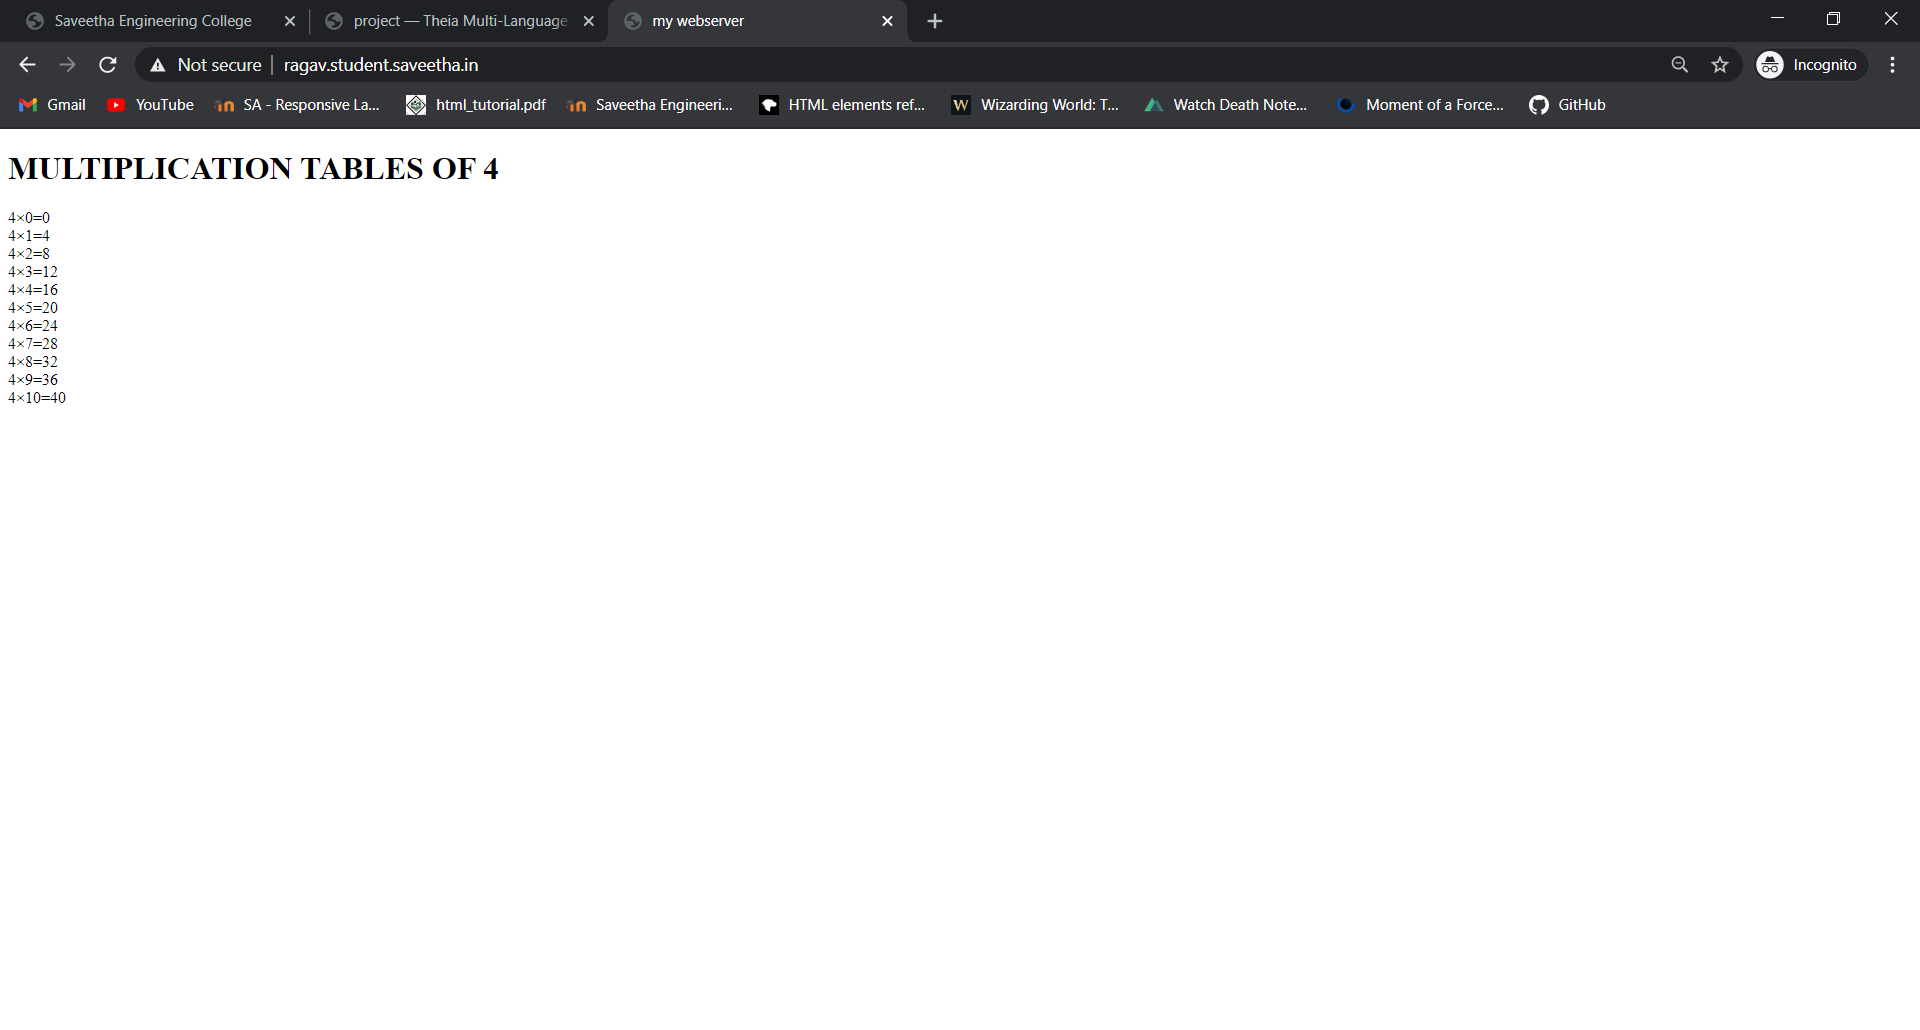 Saveetha Engineering College
project — Theia Multi-Language
my webserver
Not secure
ragav.student.saveetha.in
Incognito
Gmail
YouTube
SA - Responsive La...
html_tutorial.pdf
Saveetha Engineeri...
HTML elements ref...
W
Wizarding World: T...
Watch Death Note...
Moment of a Force...
GitHub
MULTIPLICATION TABLES OF 4
4×0=0
4×1=4
4×2=8
4×3=12
4×4=16
4×5=20
4×6=24
4×7=28
4×8=32
4×9=36
4×10=40